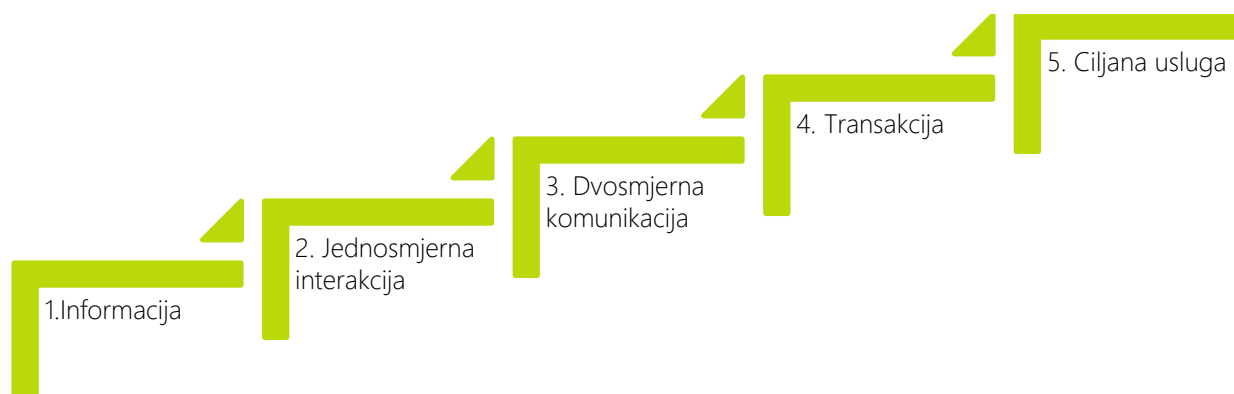 1.Informacija
2. Jednosmjerna
interakcija
3. Dvosmjerna
komunikacija
4. Transakcija
5. Ciljana usluga